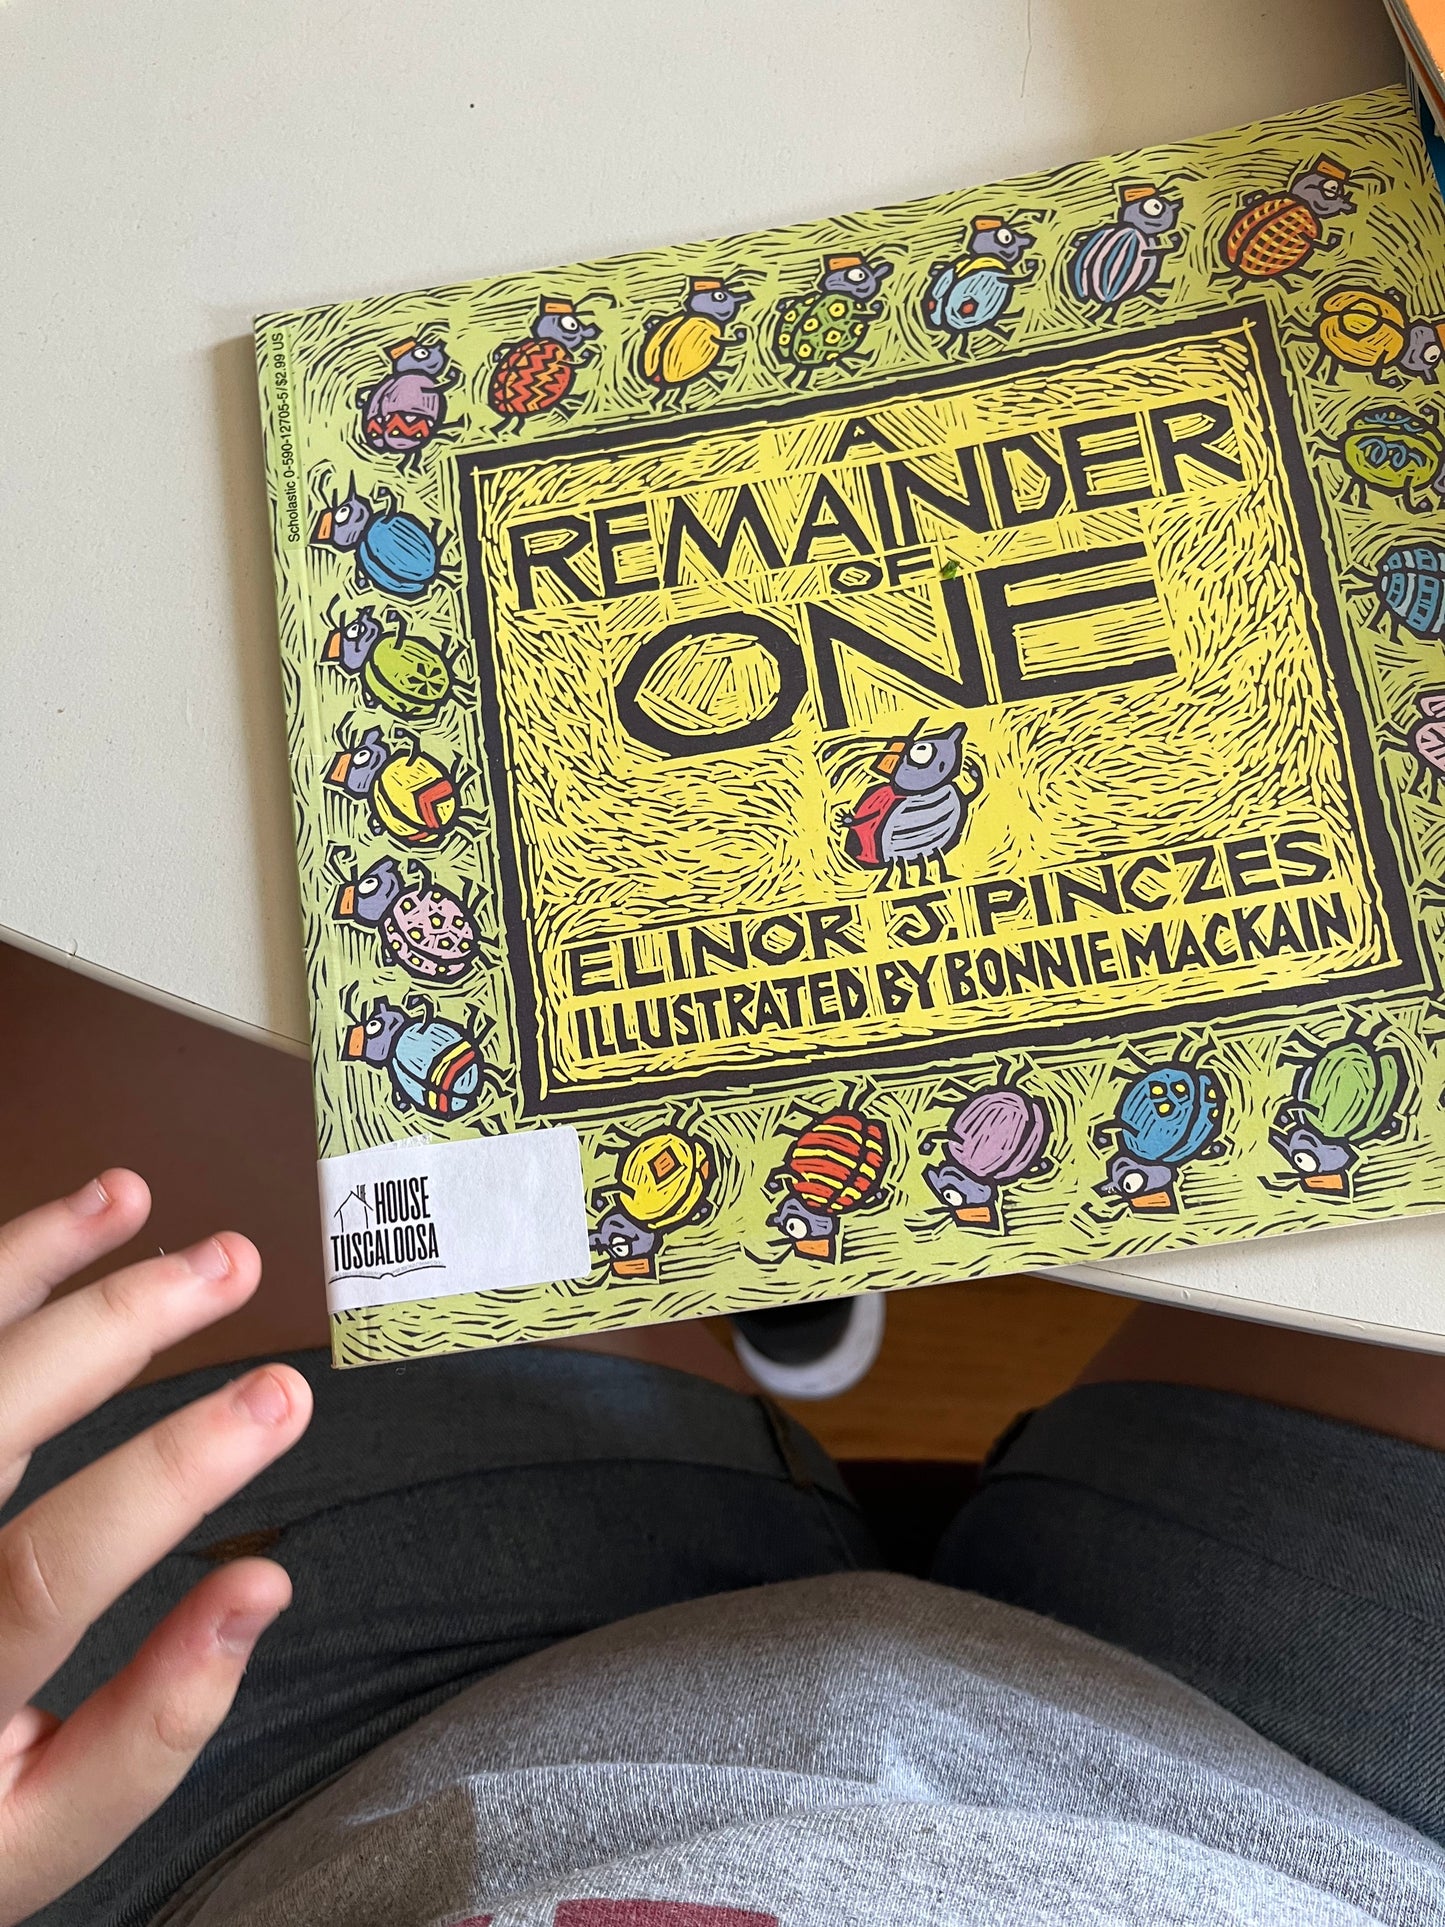 Scholastic 0-590-12705-5/$2.99 US
A
REMAINDER
OF
ONE
ELINOR J. PINCZES
ILLUSTRATED BY BONNIE MACKAIN
THE HOUSE
TUSCALOOSA